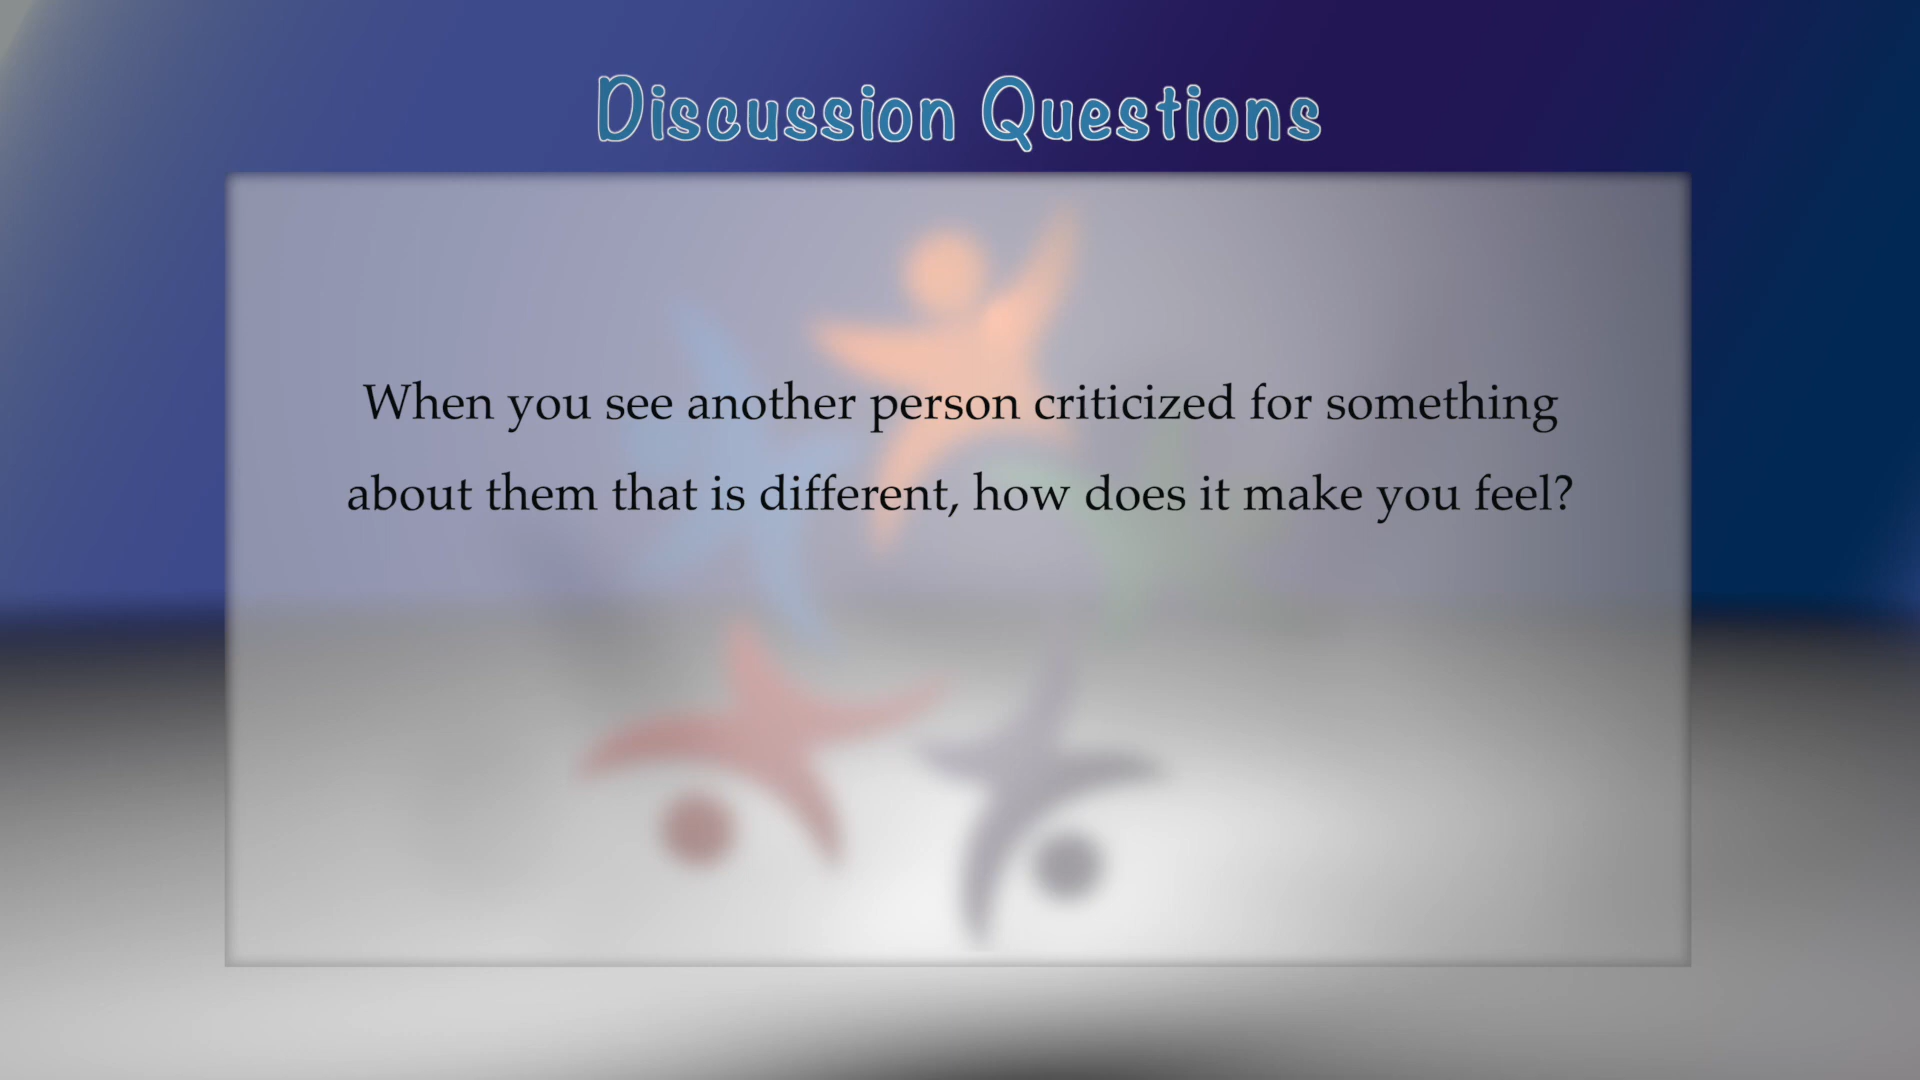 Discussion Questions
When you see another person criticized for something
about them that is different, how does it make you feel?